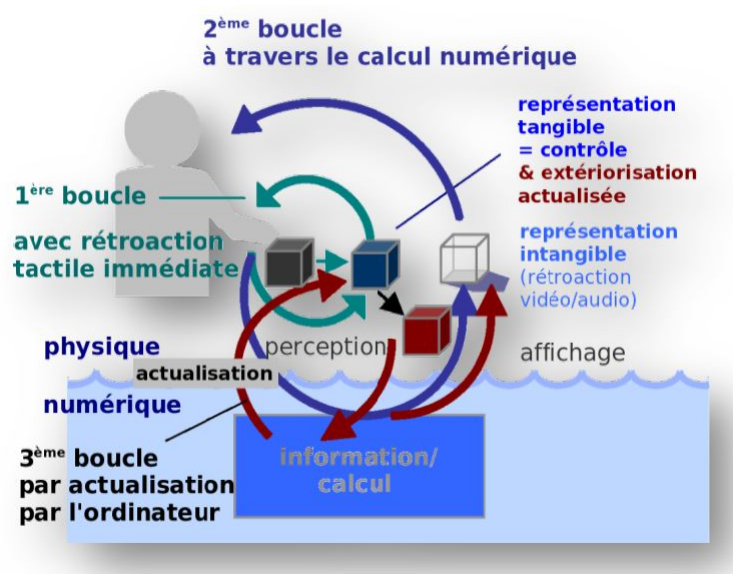 2ème boucle
à travers le calcul numérique
représentation
tangible
= contrôle
& extériorisation
actualisée
1ère boucle
avec rétroaction
tactile immédiate
représentation
intangible
(rétroaction
vidéo/audio)
physique
perception
affichage
actualisation
numérique
3ème boucle
par actualisation
par l'ordinateur
information/
calcul